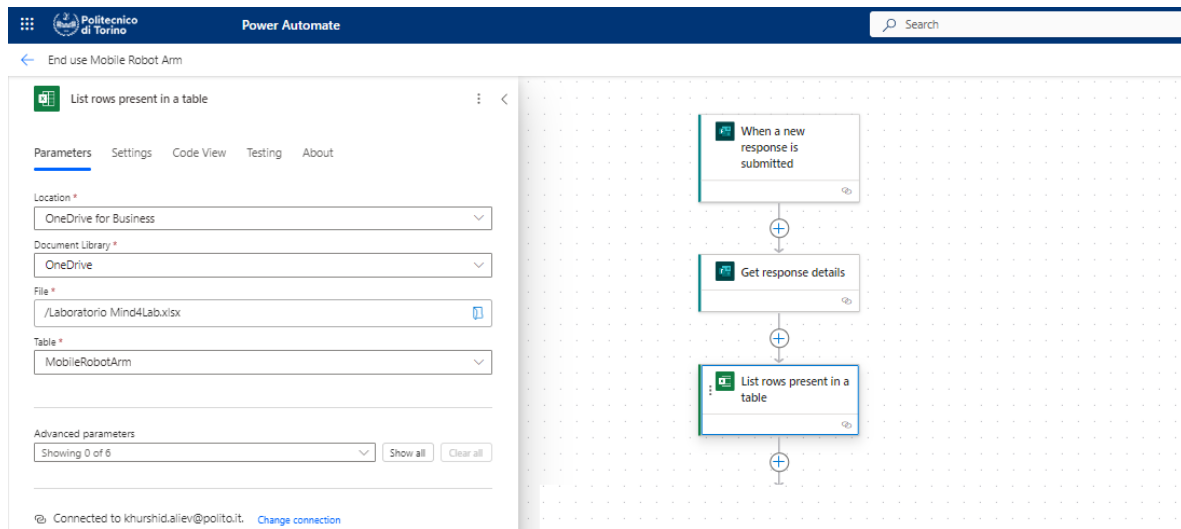 Politecnico
di Torino
Power Automate
Search
End use Mobile Robot Arm
List rows present in a table
Parameters Settings Code View Testing About
Location *
OneDrive for Business
Document Library *
OneDrive
File *
/Laboratorio Mind4Lab.xlsx
Table *
MobileRobotArm
Advanced parameters
Showing 0 of 6
Show all
Clear all
Connected to khurshid.aliev@polito.it. Change connection
When a new
response is
submitted
Get response details
List rows present in a
table